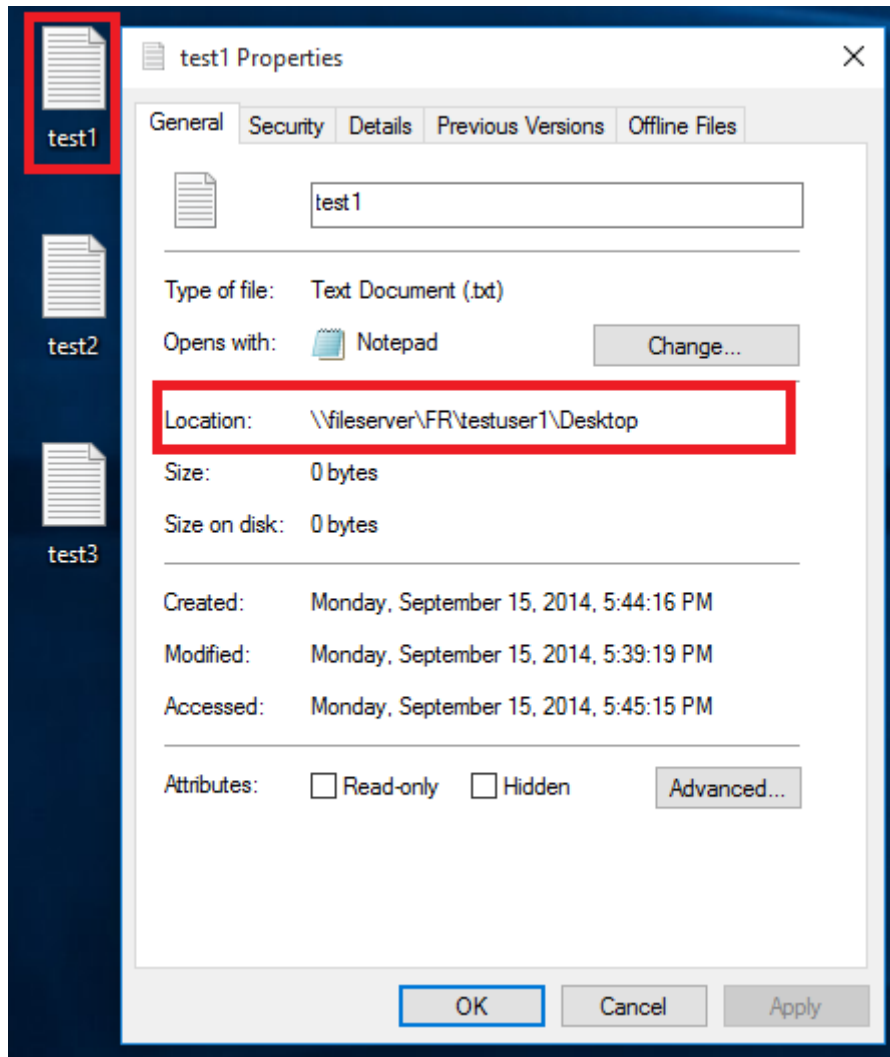 test1
test2
test3
test1 Properties
General Security Details Previous Versions Offline Files
test1
Type of file: Text Document (.txt)
Opens with: Notepad Change...
Location: \\fileserver\FR\testuser1\Desktop
Size: 0 bytes
Size on disk: 0 bytes
Created: Monday, September 15, 2014, 5:44:16 PM
Modified: Monday, September 15, 2014, 5:39:19 PM
Accessed: Monday, September 15, 2014, 5:45:15 PM
Attributes: Read-only Hidden Advanced...
OK Cancel Apply